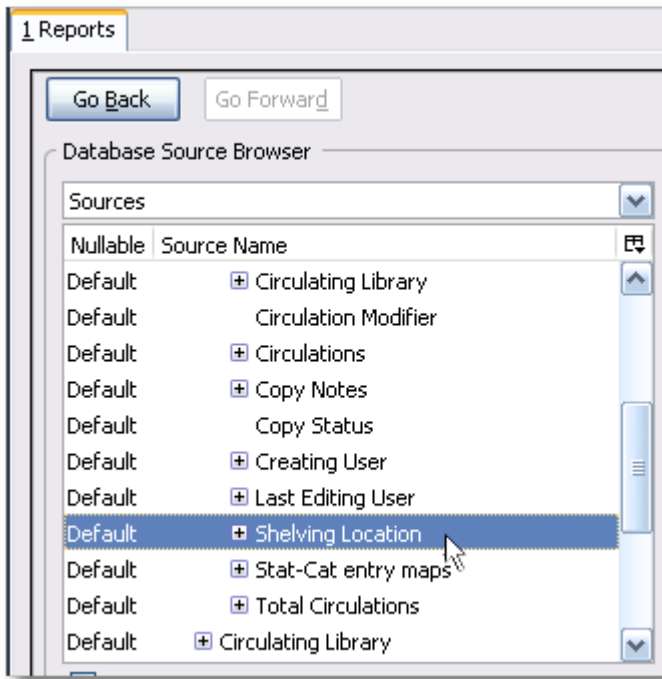 1 Reports
Go Back Go Forward
Database Source Browser
Sources
Nullable Source Name
Default Circulating Library
Default Circulation Modifier
Default Circulations
Default Copy Notes
Default Copy Status
Default Creating User
Default Last Editing User
Default Shelving Location
Default Stat-Cat entry maps
Default Total Circulations
Default Circulating Library